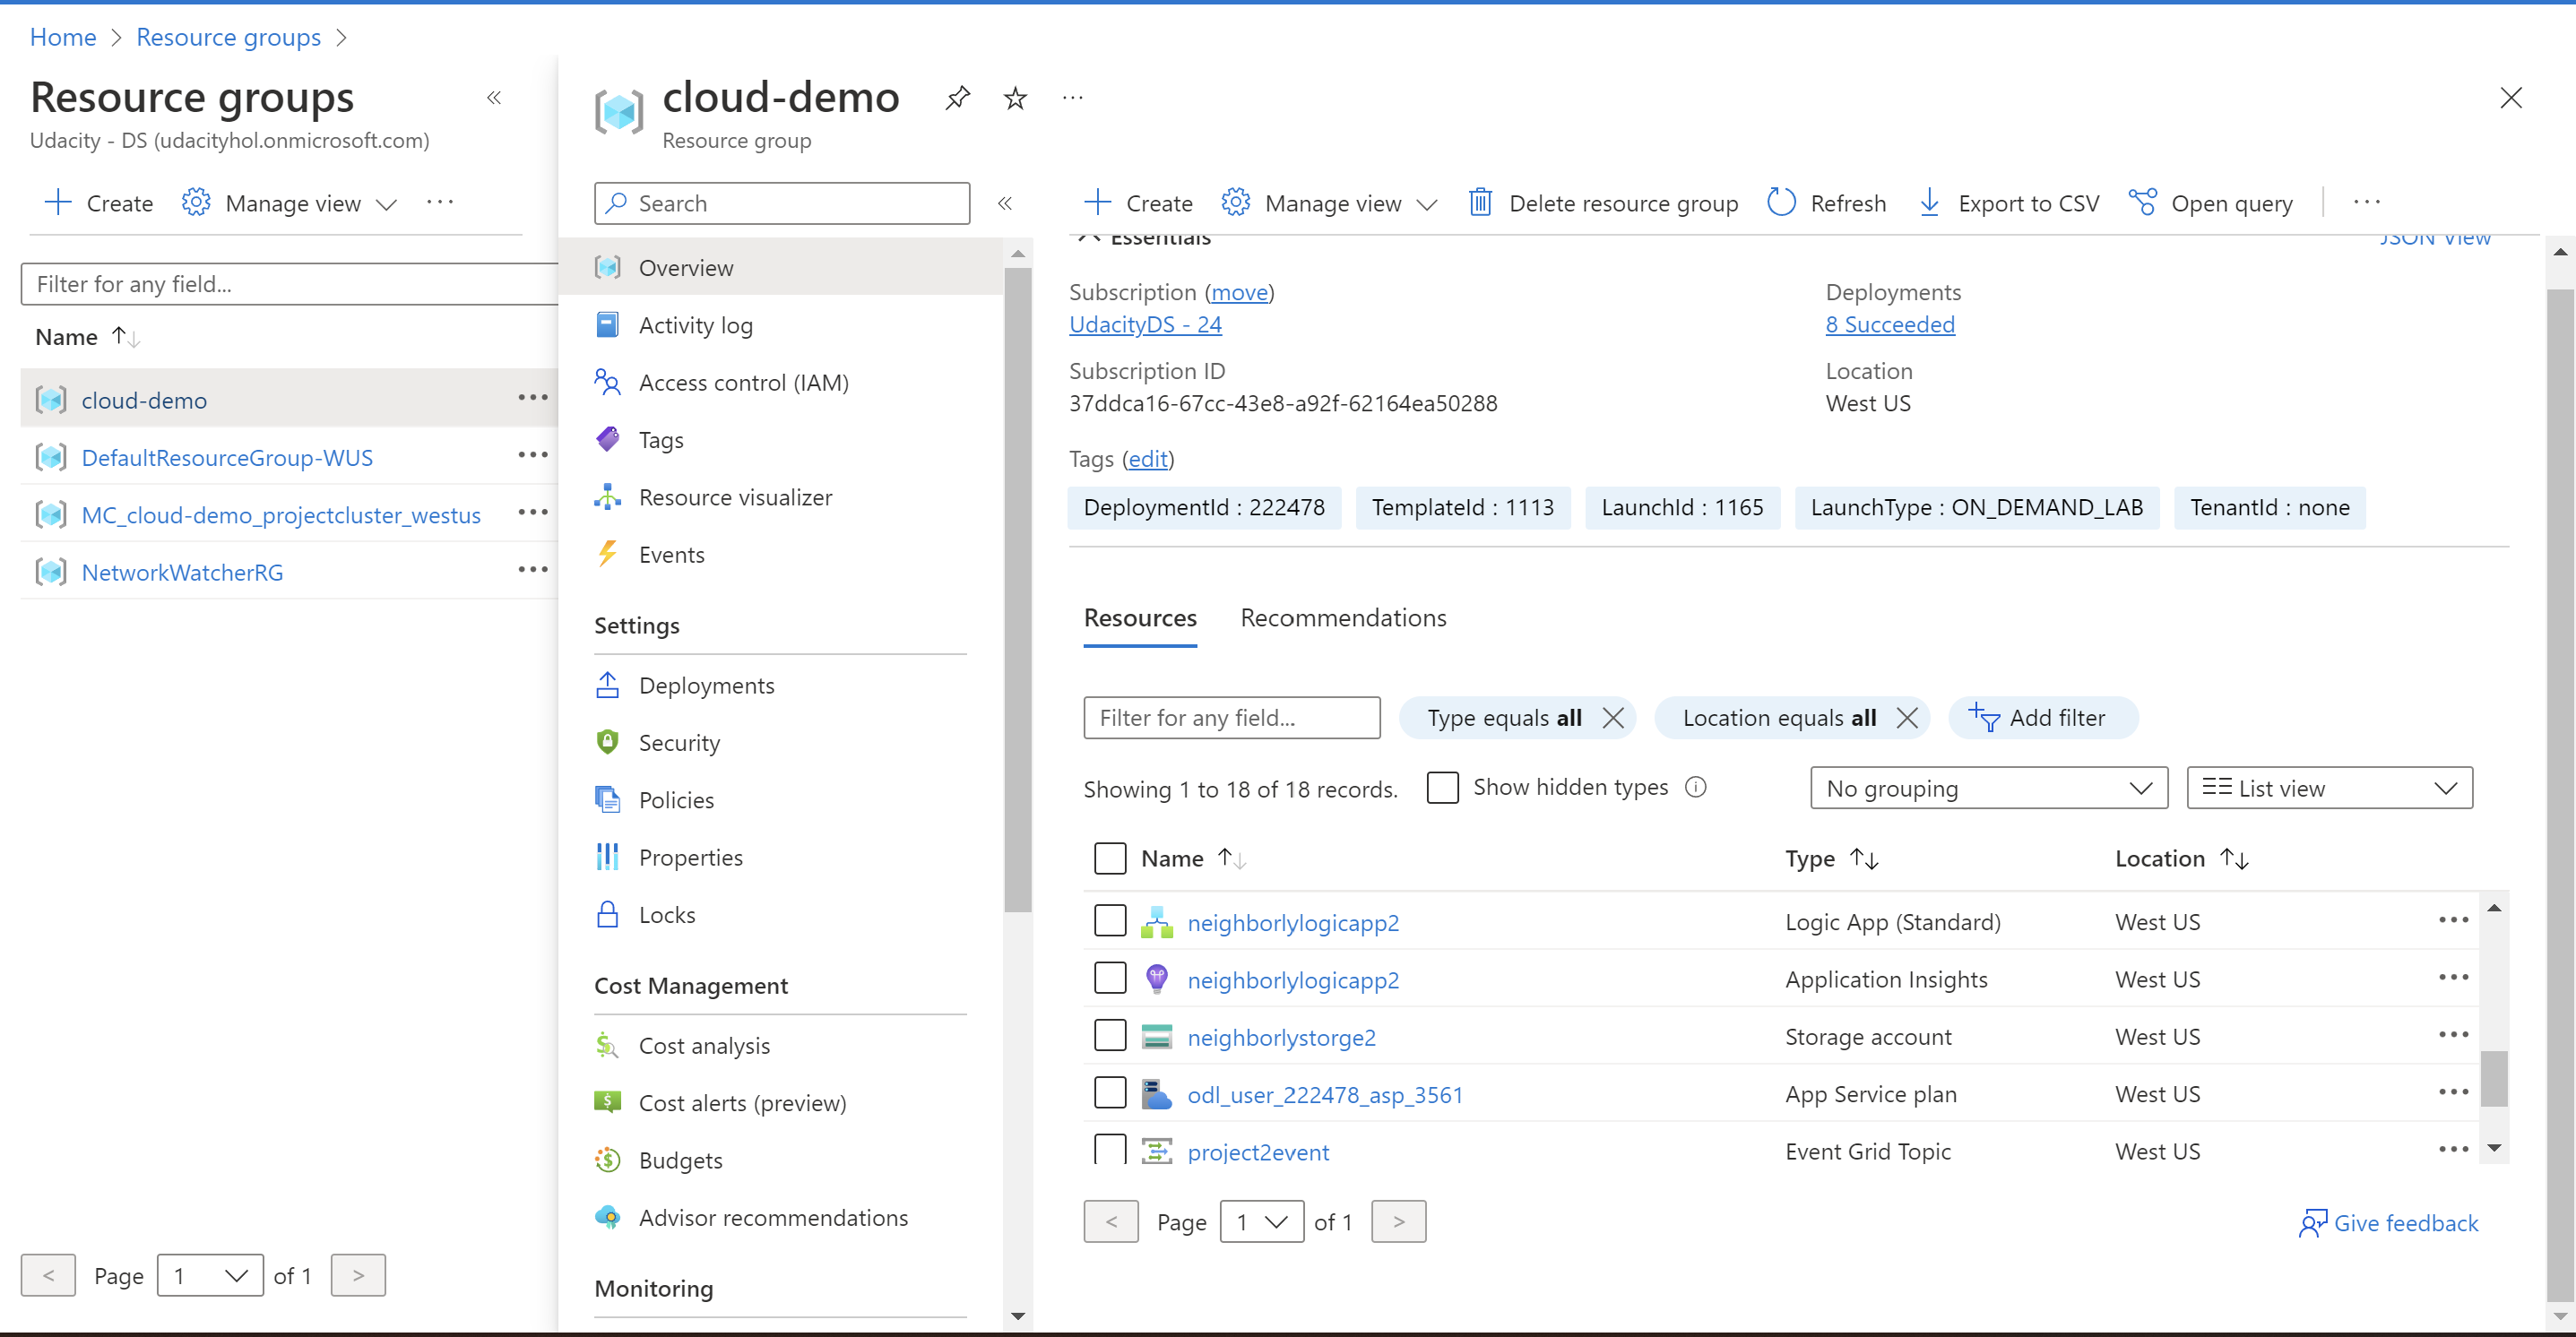 Home > Resource groups >
Resource groups
Udacity - DS (udacityhol.onmicrosoft.com)
Create
Manage view
Filter for any field...
Name
cloud-demo
DefaultResourceGroup-WUS
MC_cloud-demo_projectcluster_westus
NetworkWatcherRG
< Page 1 of 1 >
cloud-demo
Resource group
Search
Overview
Activity log
Access control (IAM)
Tags
Resource visualizer
Events
Settings
Deployments
Security
Policies
Properties
Locks
Cost Management
Cost analysis
Cost alerts (preview)
Budgets
Advisor recommendations
Monitoring
Create Manage view Delete resource group Refresh Export to CSV Open query
Essentials JSON View
Subscription (move)
UdacityDS - 24
Deployments
8 Succeeded
Subscription ID
37ddca16-67cc-43e8-a92f-62164ea50288
Location
West US
Tags (edit)
DeploymentId : 222478 TemplateId : 1113 LaunchId : 1165 LaunchType : ON_DEMAND_LAB TenantId : none
Resources Recommendations
Filter for any field... Type equals all Location equals all Add filter
Showing 1 to 18 of 18 records. Show hidden types No grouping List view
Name Type Location
neighborlylogicapp2 Logic App (Standard) West US
neighborlylogicapp2 Application Insights West US
neighborlystorge2 Storage account West US
odl_user_222478_asp_3561 App Service plan West US
project2event Event Grid Topic West US
< Page 1 of 1 >
Give feedback